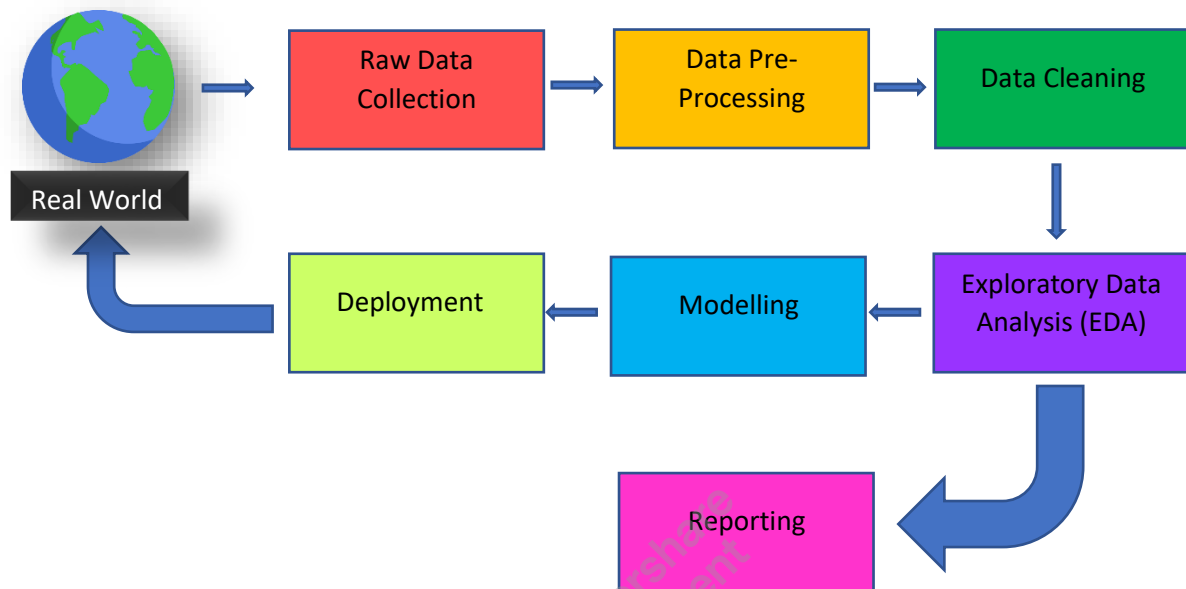 Real World
Raw Data
Collection
Data Pre-
Processing
Data Cleaning
Exploratory Data
Analysis (EDA)
Modelling
Deployment
Reporting